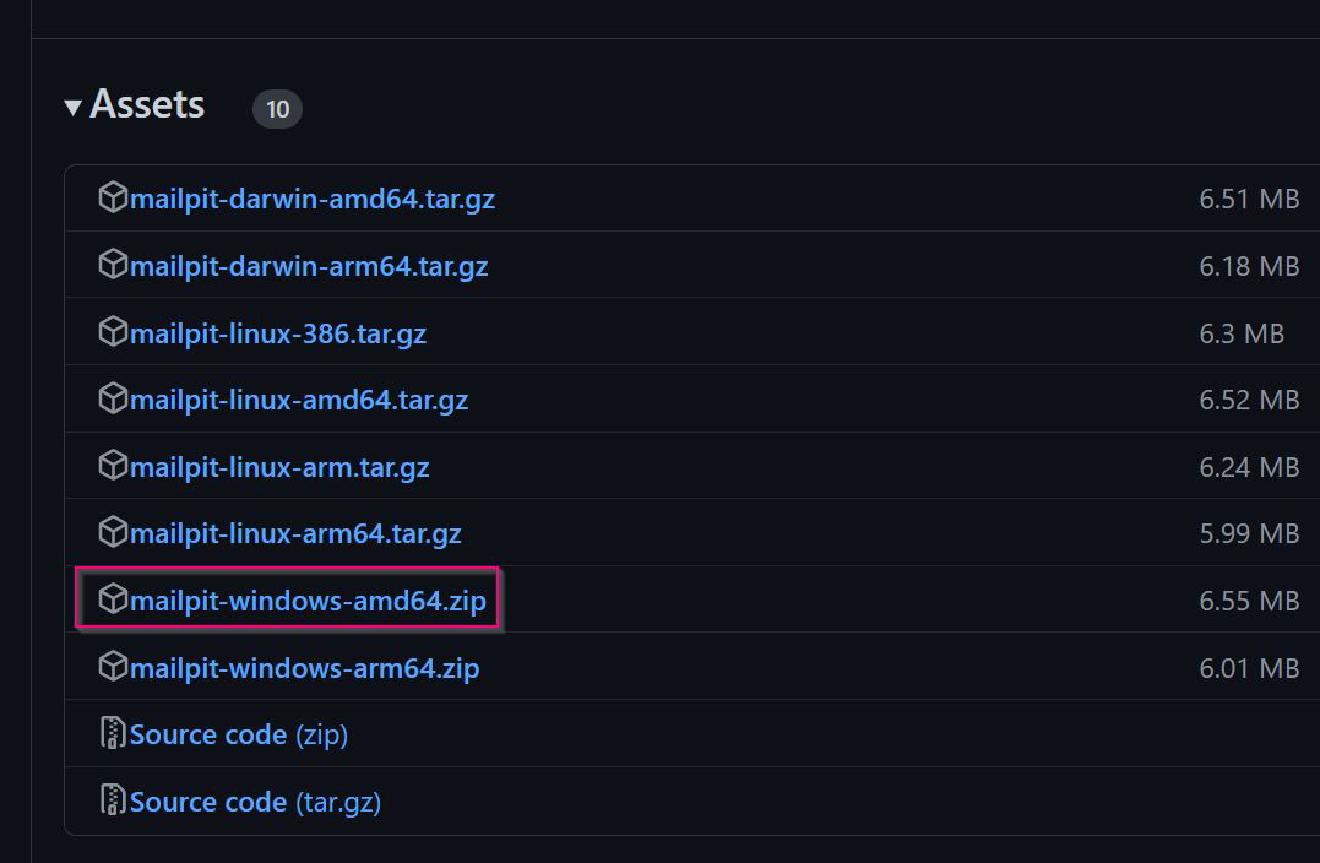 Assets 10
mailpit-darwin-amd64.tar.gz 6.51 MB
mailpit-darwin-arm64.tar.gz 6.18 MB
mailpit-linux-386.tar.gz 6.3 MB
mailpit-linux-amd64.tar.gz 6.52 MB
mailpit-linux-arm.tar.gz 6.24 MB
mailpit-linux-arm64.tar.gz 5.99 MB
mailpit-windows-amd64.zip 6.55 MB
mailpit-windows-arm64.zip 6.01 MB
Source code (zip)
Source code (tar.gz)